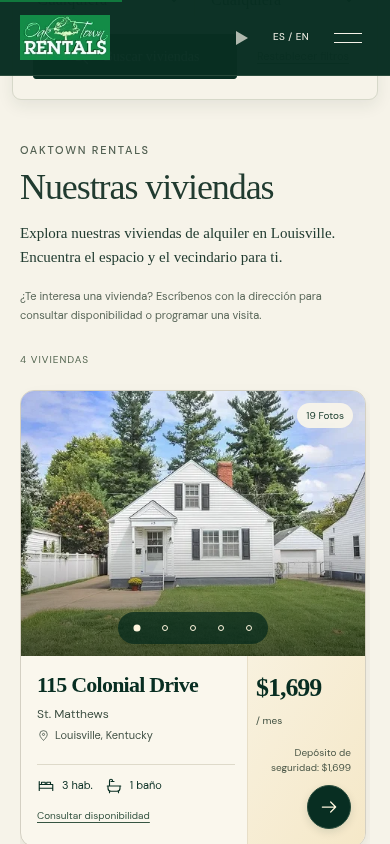 Oak Town
RENTALS
ES / EN
OAKTOWN RENTALS
Nuestras viviendas
Explora nuestras viviendas de alquiler en Louisville.
Encuentra el espacio y el vecindario para ti.
¿Te interesa una vivienda? Escríbenos con la dirección para
consultar disponibilidad o programar una visita.
4 VIVIENDAS
19 Fotos
115 Colonial Drive
St. Matthews
Louisville, Kentucky
3 hab.
1 baño
Consultar disponibilidad
$1,699
/ mes
Depósito de
seguridad: $1,699